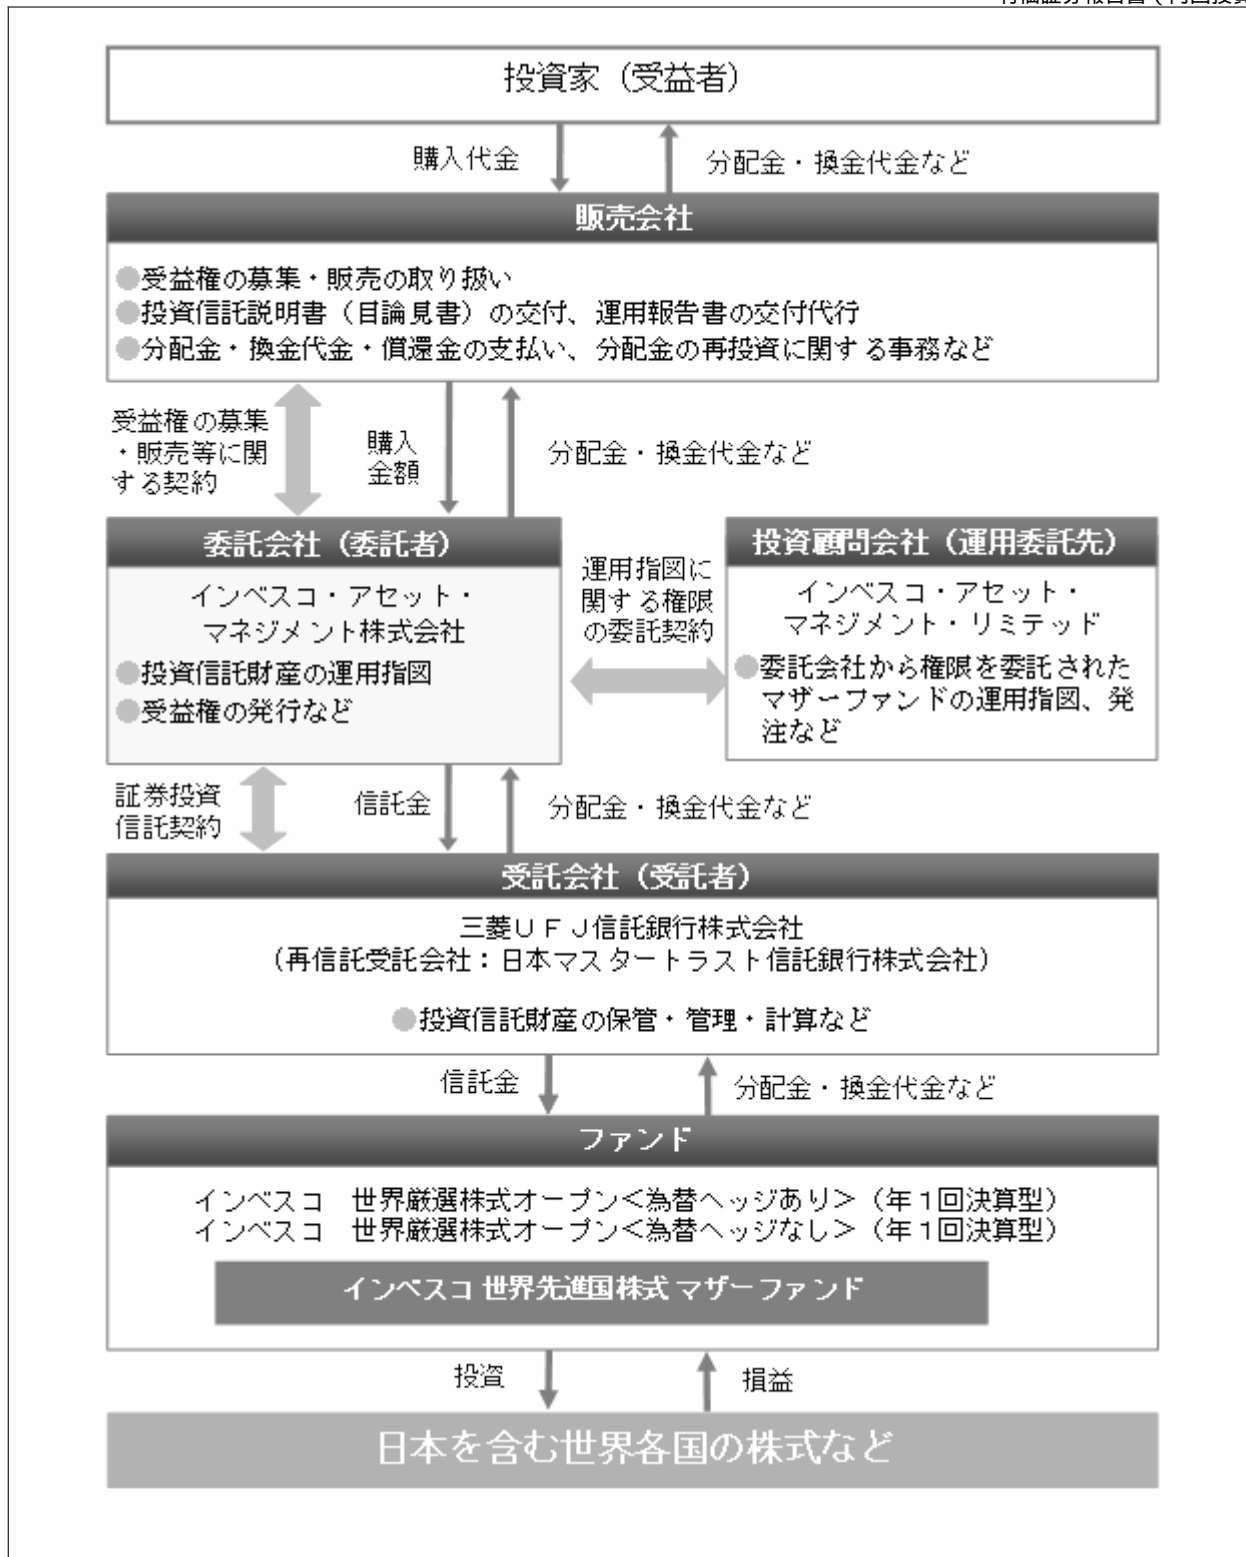 投資家（受益者）
購入代金
分配金・換金代金など
販売会社
●受益権の募集・販売の取り扱い
●投資信託説明書（目論見書）の交付、運用報告書の交付代行
●分配金・換金代金・償還金の支払い、分配金の再投資に関する事務など
受益権の募集
・販売等に関
する契約
購入
金額
分配金・換金代金など
委託会社（委託者）
インベスコ・アセット・
マネジメント株式会社
●投資信託財産の運用指図
●受益権の発行など
運用指図に
関する権限
の委託契約
投資顧問会社（運用委託先）
インベスコ・アセット・
マネジメント・リミテッド
●委託会社から権限を委託された
マザーファンドの運用指図、発
注など
証券投資
信託契約
信託金
分配金・換金代金など
受託会社（受託者）
三菱ＵＦＪ信託銀行株式会社
（再信託受託会社：日本マスタートラスト信託銀行株式会社）
●投資信託財産の保管・管理・計算など
信託金
分配金・換金代金など
ファンド
インベスコ　世界厳選株式オープン＜為替ヘッジあり＞（年１回決算型）
インベスコ　世界厳選株式オープン＜為替ヘッジなし＞（年１回決算型）
インベスコ 世界先進国株式 マザーファンド
投資
損益
日本を含む世界各国の株式など